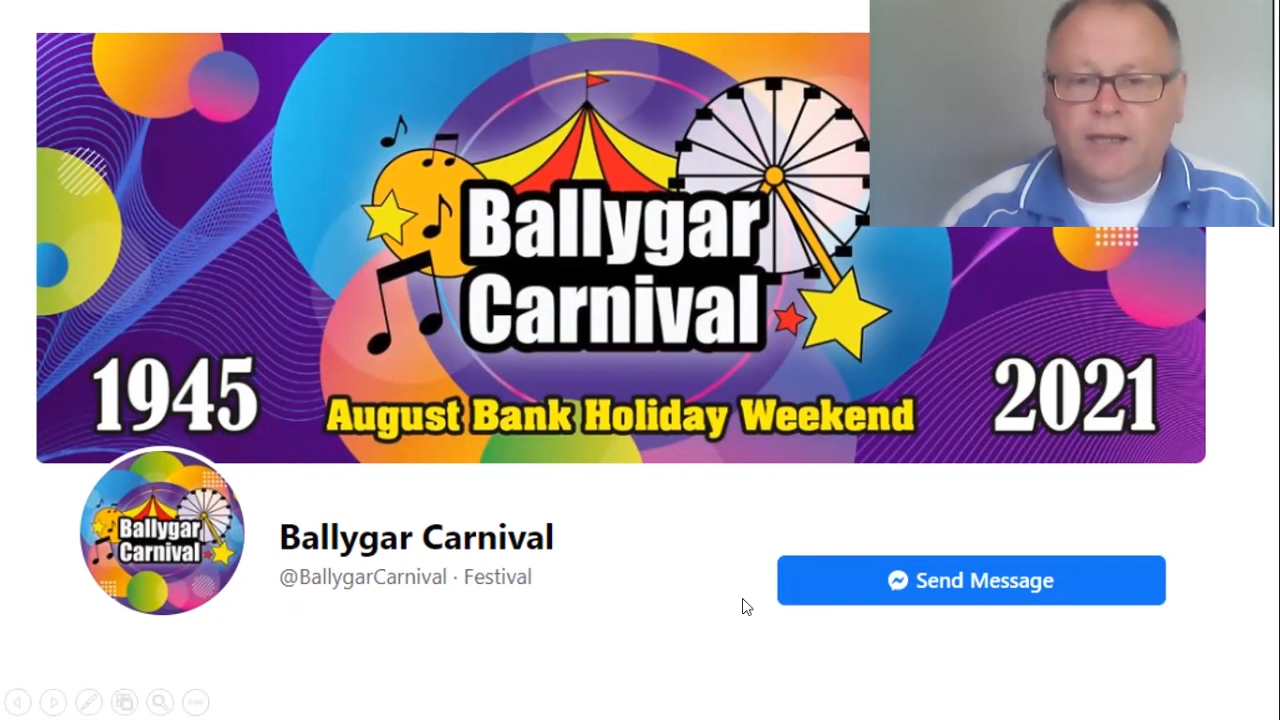 Ballygar
Carnival
1945
August Bank Holiday Weekend
2021
Ballygar
Carnival
Ballygar Carnival
@BallygarCarnival · Festival
Send Message